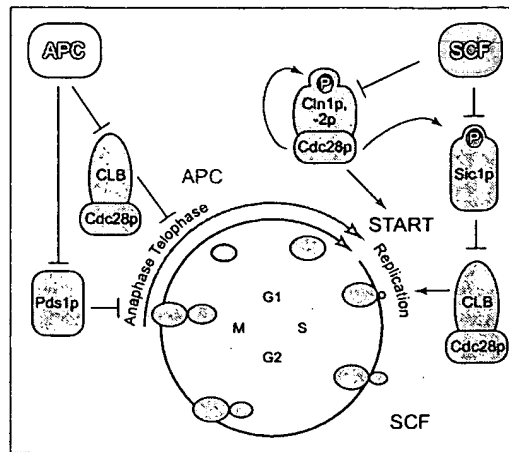 APC
SCF
P
Cln1p,
-2p
Cdc28p
P
Sic1p
CLB
Cdc28p
APC
START
Anaphase Telophase
Replication
Pds1p
G1
M
S
G2
CLB
Cdc28p
SCF